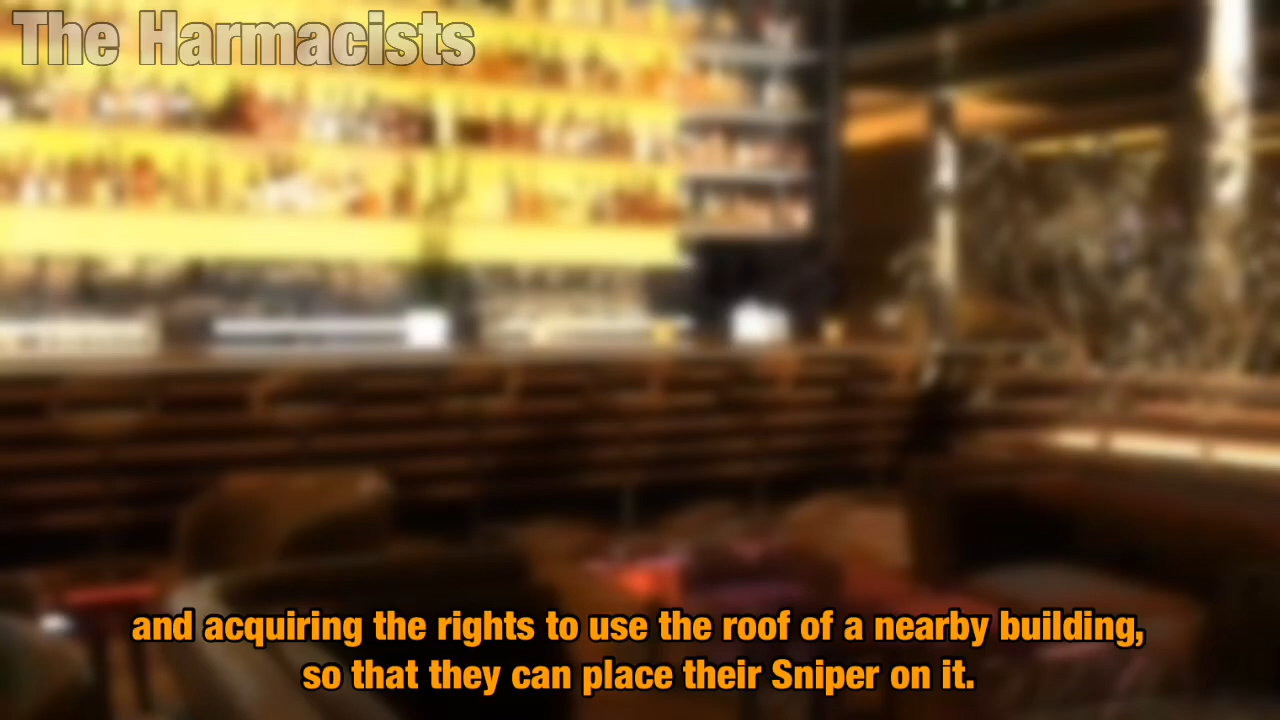 The Harmacists
and acquiring the rights to use the roof of a nearby building,
so that they can place their Sniper on it.